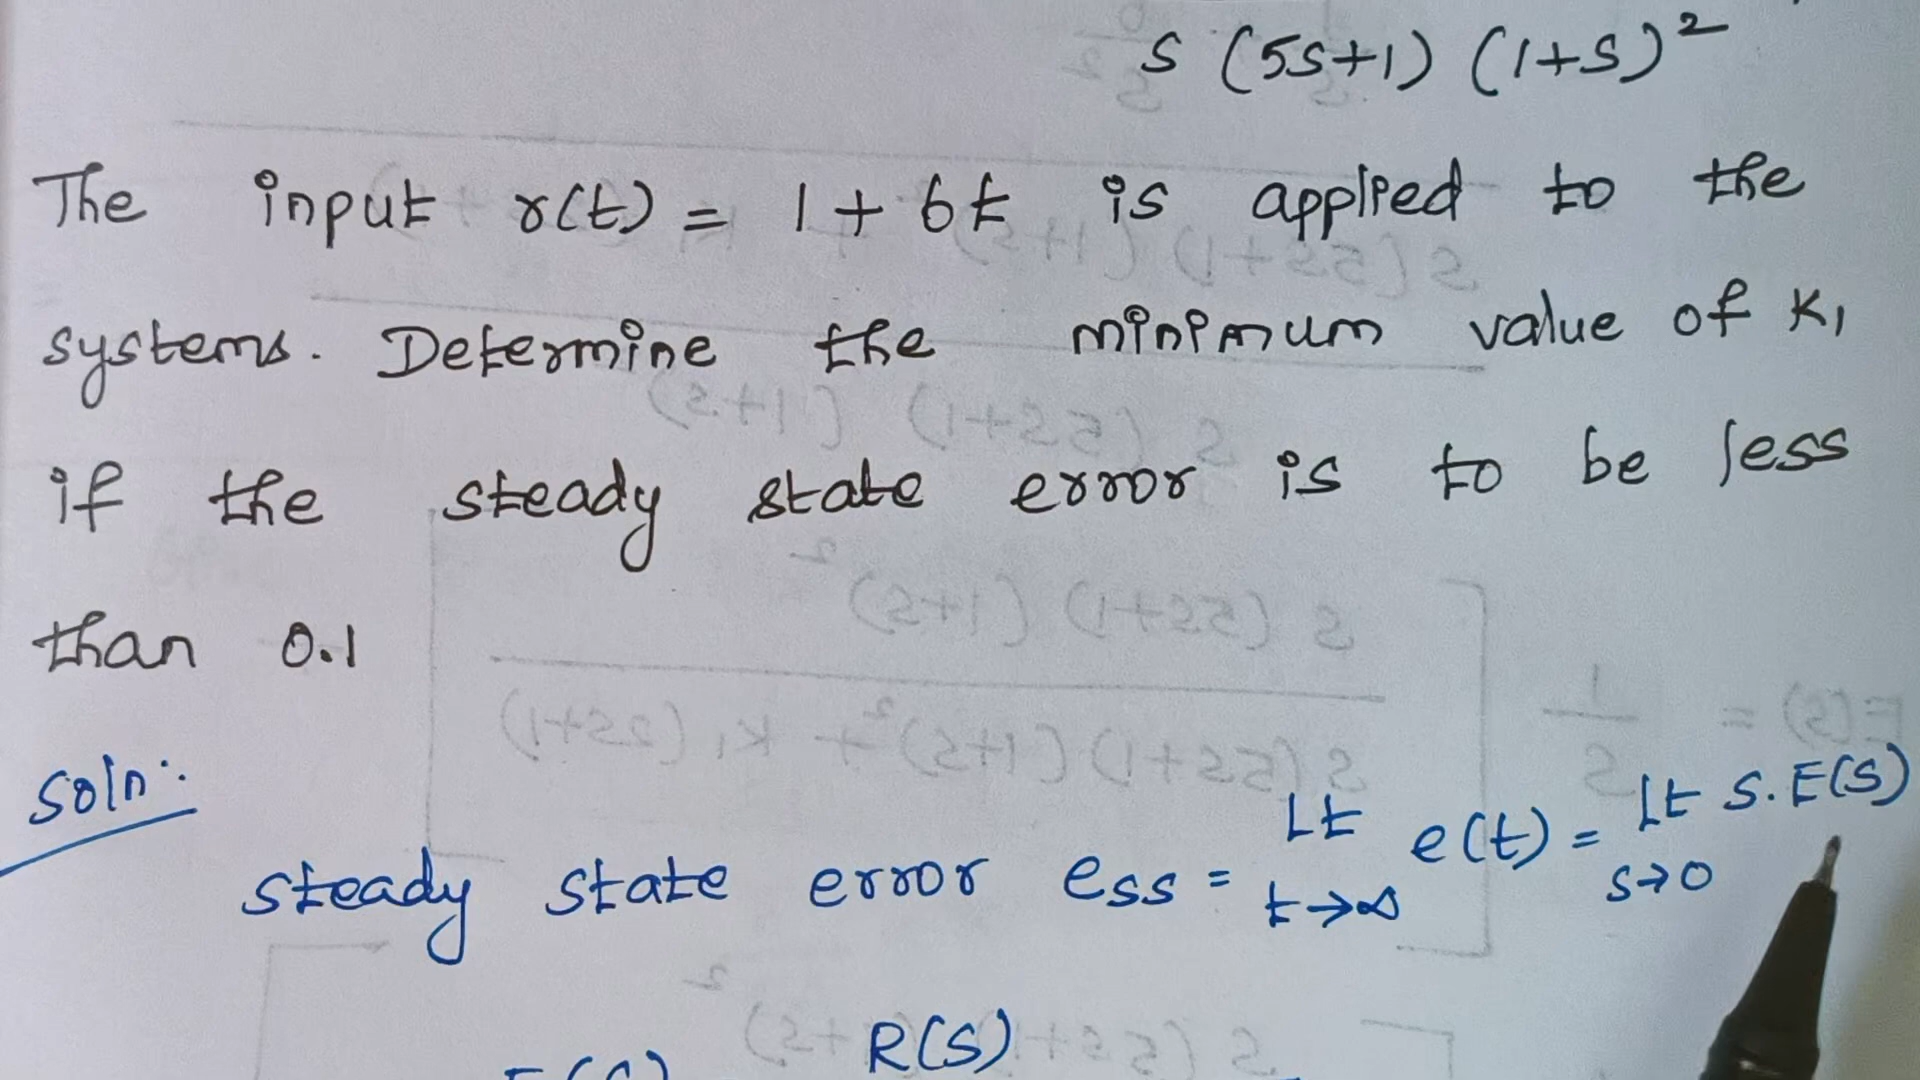 s (5s+1) (1+s)²
The input r(t) = 1 + 6t is applied to the
systems. Determine the minimum value of K₁
if the steady state error is to be less
than 0.1
Soln:
steady state error ess = Lt t→∞ e(t) = Lt s→0 s.E(s)
R(s)